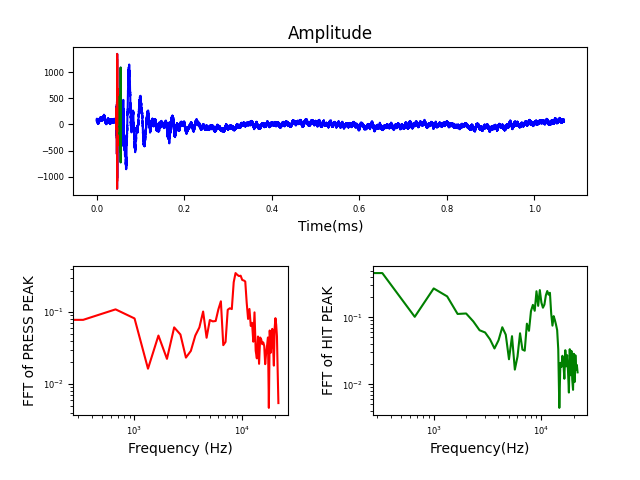 Amplitude
1000
500
0
−500
−1000
0.0 0.2 0.4 0.6 0.8 1.0
Time(ms)
FFT of PRESS PEAK
10⁻¹
10⁻²
10³ 10⁴
Frequency (Hz)
FFT of HIT PEAK
10⁻¹
10⁻²
10³ 10⁴
Frequency(Hz)